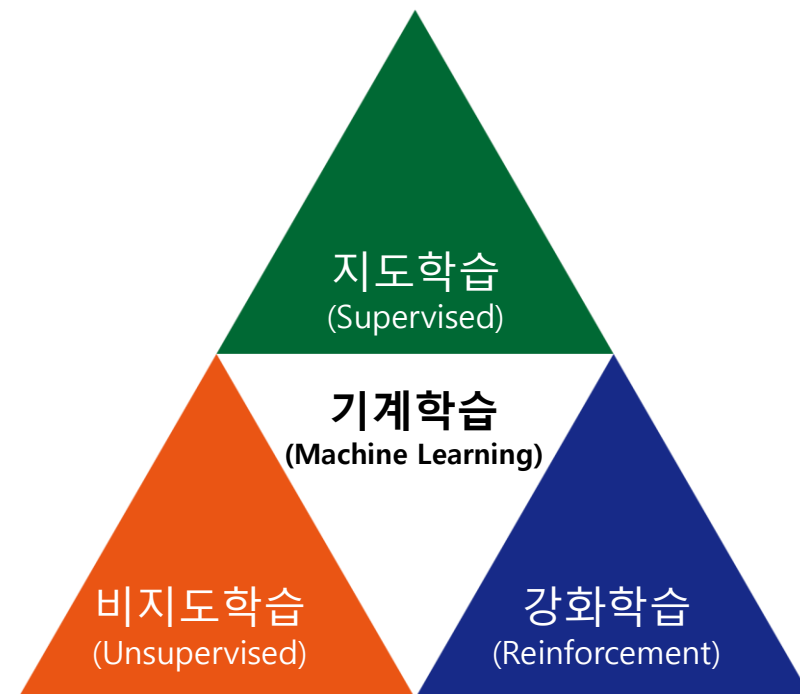 지도학습
(Supervised)
기계학습
(Machine Learning)
비지도학습
(Unsupervised)
강화학습
(Reinforcement)